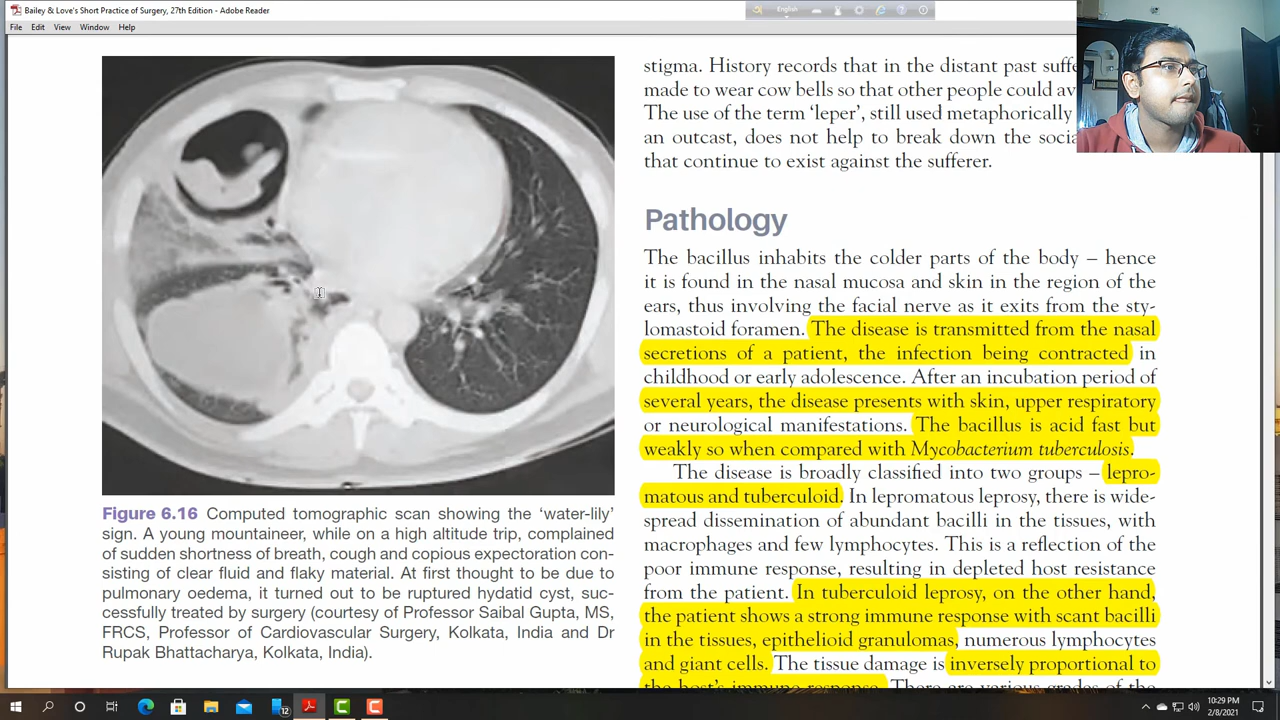 Bailey & Love's Short Practice of Surgery, 27th Edition - Adobe Reader
English
File Edit View Window Help
stigma. History records that in the distant past
made to wear cow bells so that other people could
The use of the term ‘leper’, still used metaphorically
an outcast, does not help to break down the
that continue to exist against the sufferer.
Pathology
The bacillus inhabits the colder parts of the body – hence
it is found in the nasal mucosa and skin in the region of the
ears, thus involving the facial nerve as it exits from the sty-
lomastoid foramen. The disease is transmitted from the nasal
secretions of a patient, the infection being contracted in
childhood or early adolescence. After an incubation period of
several years, the disease presents with skin, upper respiratory
or neurological manifestations. The bacillus is acid fast but
weakly so when compared with Mycobacterium tuberculosis.
The disease is broadly classified into two groups – lepro-
matous and tuberculoid. In lepromatous leprosy, there is wide-
spread dissemination of abundant bacilli in the tissues, with
macrophages and few lymphocytes. This is a reflection of the
poor immune response, resulting in depleted host resistance
from the patient. In tuberculoid leprosy, on the other hand,
the patient shows a strong immune response with scant bacilli
in the tissues, epithelioid granulomas, numerous lymphocytes
and giant cells. The tissue damage is inversely proportional to
the host's immune response. There are various grades of the
Figure 6.16 Computed tomographic scan showing the ‘water-lily’
sign. A young mountaineer, while on a high altitude trip, complained
of sudden shortness of breath, cough and copious expectoration con-
sisting of clear fluid and flaky material. At first thought to be due to
pulmonary oedema, it turned out to be ruptured hydatid cyst, suc-
cessfully treated by surgery (courtesy of Professor Saibal Gupta, MS,
FRCS, Professor of Cardiovascular Surgery, Kolkata, India and Dr
Rupak Bhattacharya, Kolkata, India).
12
10:29 PM
2/8/2021